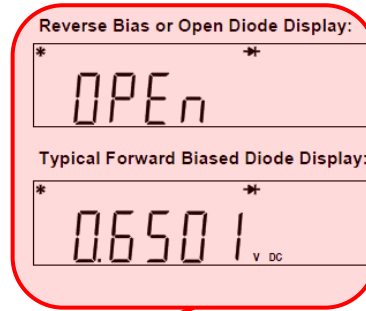 Reverse Bias or Open Diode Display:
*
OPEn
Typical Forward Biased Diode Display:
*
0.6501 V DC